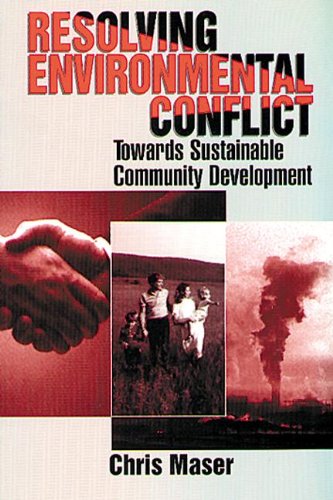 RESOLVING
ENVIRONMENTAL
CONFLICT
Towards Sustainable
Community Development
Chris Maser